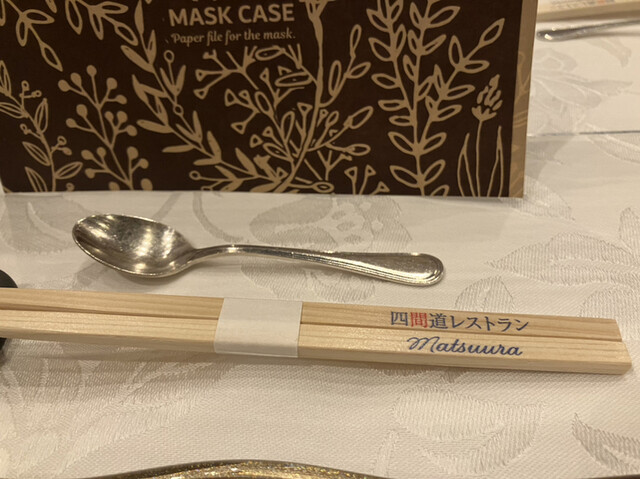 MASK CASE
Paper file for the mask.
四間道レストラン
Matsuura